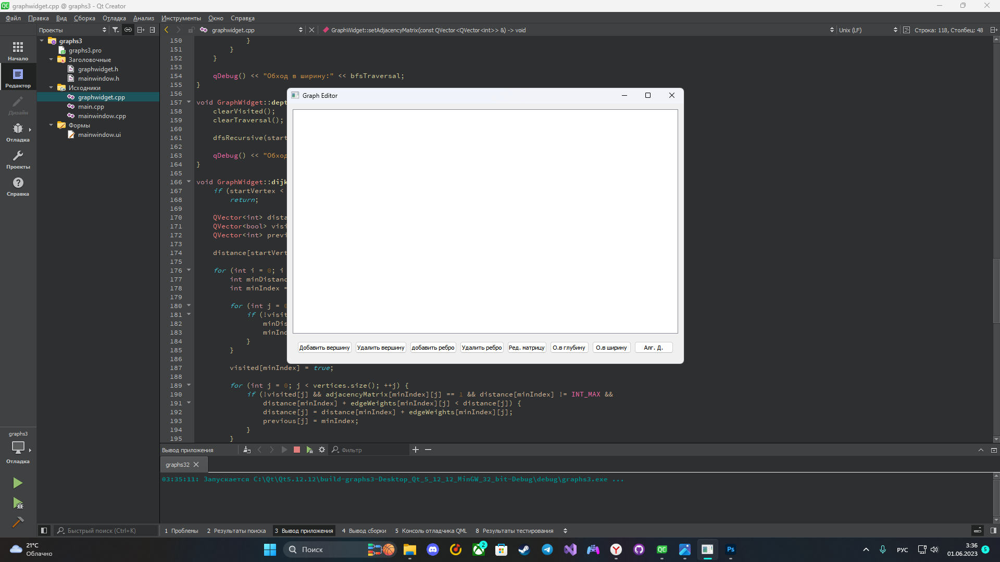 graphwidget.cpp @ graphs3 - Qt Creator
Файл Правка Вид Сборка Отладка Анализ Инструменты Окно Справка
Проекты
graphwidget.cpp
GraphWidget::setAdjacencyMatrix(const QVector<QVector<int>> &) -> void
Unix (LF)
Строка: 118, Столбец: 48
Начало
Редактор
Дизайн
Отладка
Проекты
Справка
graphs3
graphs3.pro
Заголовочные
graphwidget.h
mainwindow.h
Исходники
graphwidget.cpp
main.cpp
mainwindow.cpp
Формы
mainwindow.ui
150 }
151 }
152 }
153
154 qDebug() << "Обход в ширину:" << bfsTraversal;
155 }
156
157 void GraphWidget::dept
158 clearVisited();
159 clearTraversal();
160
161 dfsRecursive(start
162
163 qDebug() << "Обхо
164 }
165
166 void GraphWidget::dijk
167 if (startVertex <
168 return;
169
170 QVector<int> dista
171 QVector<bool> visi
172 QVector<int> previ
173
174 distance[startVert
175
176 for (int i = 0; i
177 int minDistanc
178 int minIndex =
179
180 for (int j = 0
181 if (!visit
182 minDis
183 minInd
184 }
185 }
186
187 visited[minIndex] = true;
188
189 for (int j = 0; j < vertices.size(); ++j) {
190 if (!visited[j] && adjacencyMatrix[minIndex][j] == 1 && distance[minIndex] != INT_MAX &&
191 distance[minIndex] + edgeWeights[minIndex][j] < distance[j]) {
192 distance[j] = distance[minIndex] + edgeWeights[minIndex][j];
193 previous[j] = minIndex;
194 }
195 }
Graph Editor
Добавить вершину Удалить вершину добавить ребро Удалить ребро Ред. матрицу О.в глубину О.в ширину Алг. Д.
graphs3
Отладка
Вывод приложения
Фильтр
graphs32
03:35:11: Запускается C:\Qt\Qt5.12.12\build-graphs3-Desktop_Qt_5_12_12_MinGW_32_bit-Debug\debug\graphs3.exe ...
Быстрый поиск (Ctrl+K)
1 Проблемы 2 Результаты поиска 3 Вывод приложения 4 Вывод сборки 5 Консоль отладчика QML 8 Результаты тестирования
21°C
Облачно
Поиск
2
QC
Ps
РУС
3:36
01.06.2023
5